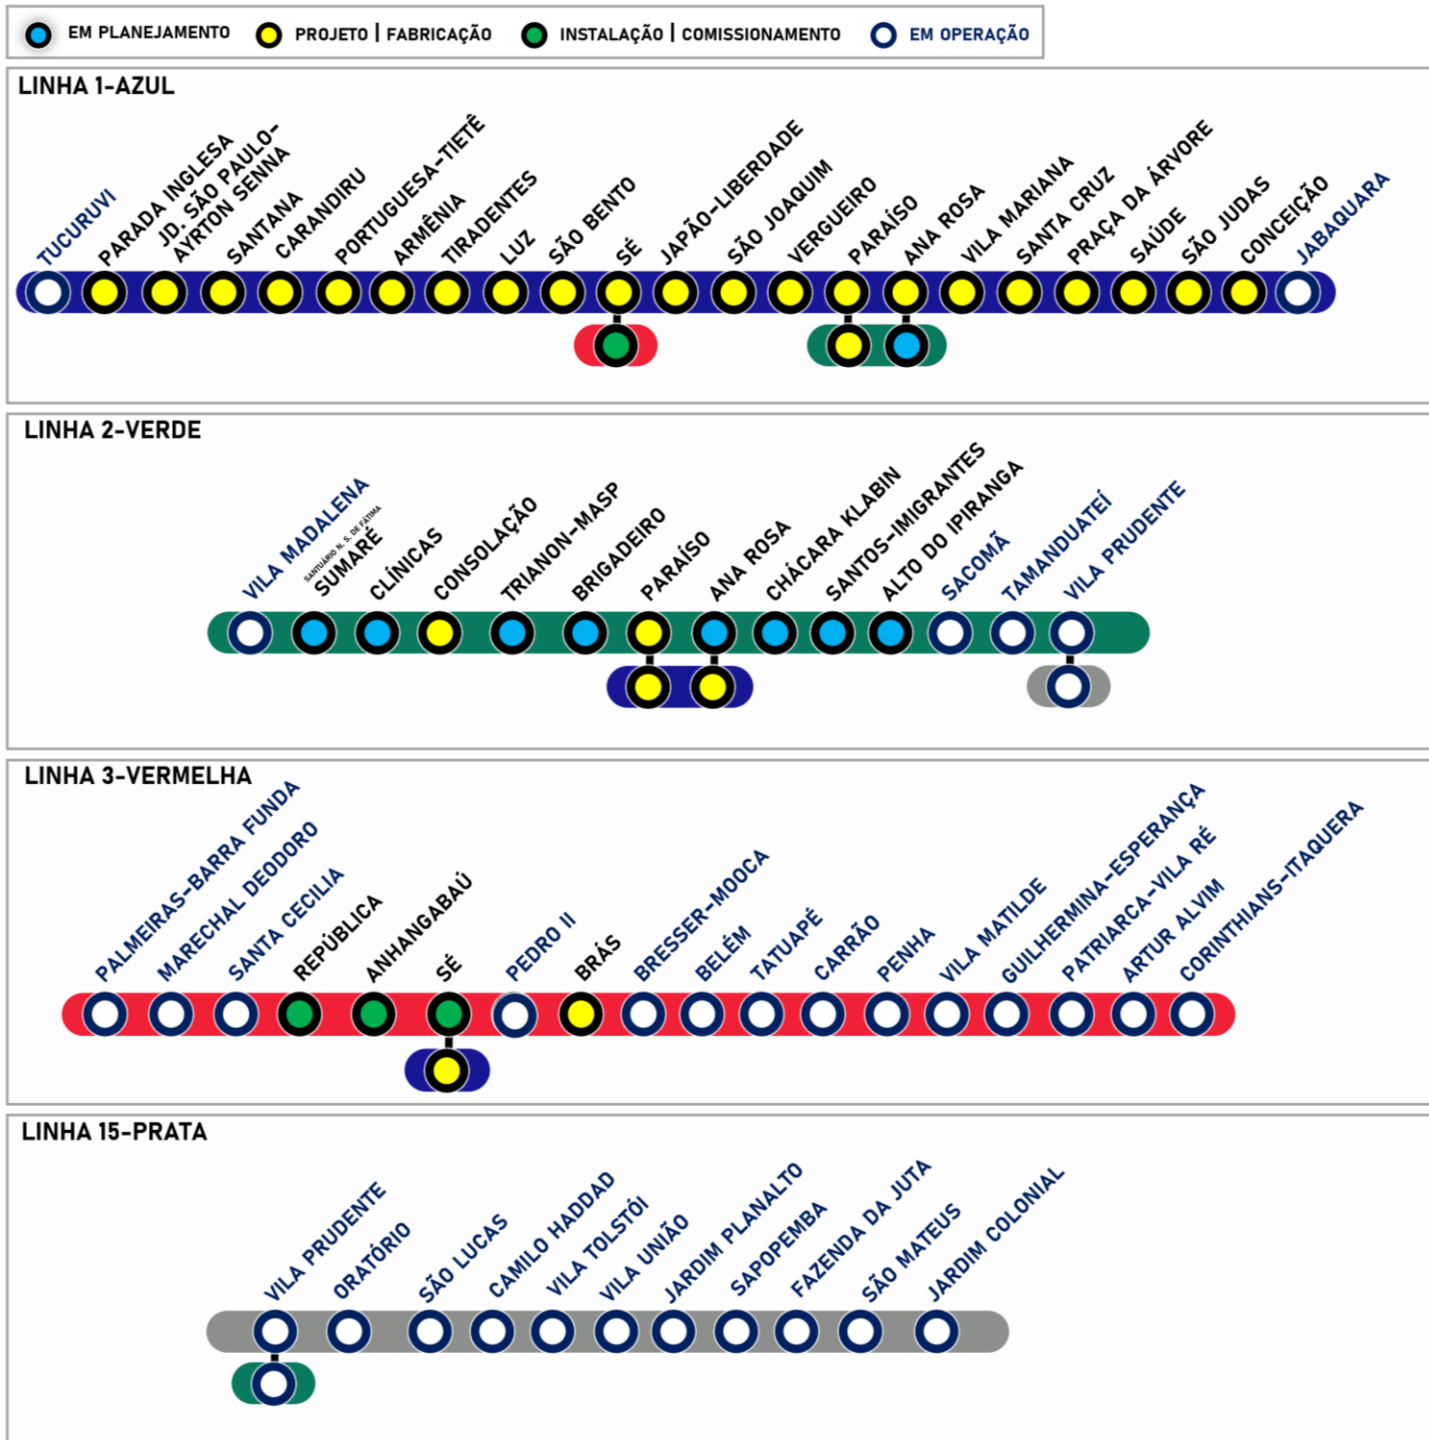 EM PLANEJAMENTO
PROJETO | FABRICAÇÃO
INSTALAÇÃO | COMISSIONAMENTO
EM OPERAÇÃO
LINHA 1-AZUL
TUCURUVI
PARADA INGLESA
JD. SÃO PAULO-
AYRTON SENNA
SANTANA
CARANDIRU
PORTUGUESA-TIETÊ
ARMÊNIA
TIRADENTES
LUZ
SÃO BENTO
SÉ
JAPÃO-LIBERDADE
SÃO JOAQUIM
VERGUEIRO
PARAÍSO
ANA ROSA
VILA MARIANA
SANTA CRUZ
PRAÇA DA ÁRVORE
SAÚDE
SÃO JUDAS
CONCEIÇÃO
JABAQUARA
LINHA 2-VERDE
VILA MADALENA
SANTUÁRIO N. S. DE FÁTIMA
SUMARÉ
CLÍNICAS
CONSOLAÇÃO
TRIANON-MASP
BRIGADEIRO
PARAÍSO
ANA ROSA
CHÁCARA KLABIN
SANTOS-IMIGRANTES
ALTO DO IPIRANGA
SACOMÃ
TAMANDUATEÍ
VILA PRUDENTE
LINHA 3-VERMELHA
PALMEIRAS-BARRA FUNDA
MARECHAL DEODORO
SANTA CECILIA
REPÚBLICA
ANHANGABAÚ
SÉ
PEDRO II
BRÁS
BRESSER-MOOCA
BELÉM
TATUAPÉ
CARRÃO
PENHA
VILA MATILDE
GUILHERMINA-ESPERANÇA
PATRIARCA-VILA RÉ
ARTUR ALVIM
CORINTHIANS-ITAQUERA
LINHA 15-PRATA
VILA PRUDENTE
ORATÓRIO
SÃO LUCAS
CAMILO HADDAD
VILA TOLSTÓI
VILA UNIÃO
JARDIM PLANALTO
SAPOPEMBA
FAZENDA DA JUTA
SÃO MATEUS
JARDIM COLONIAL